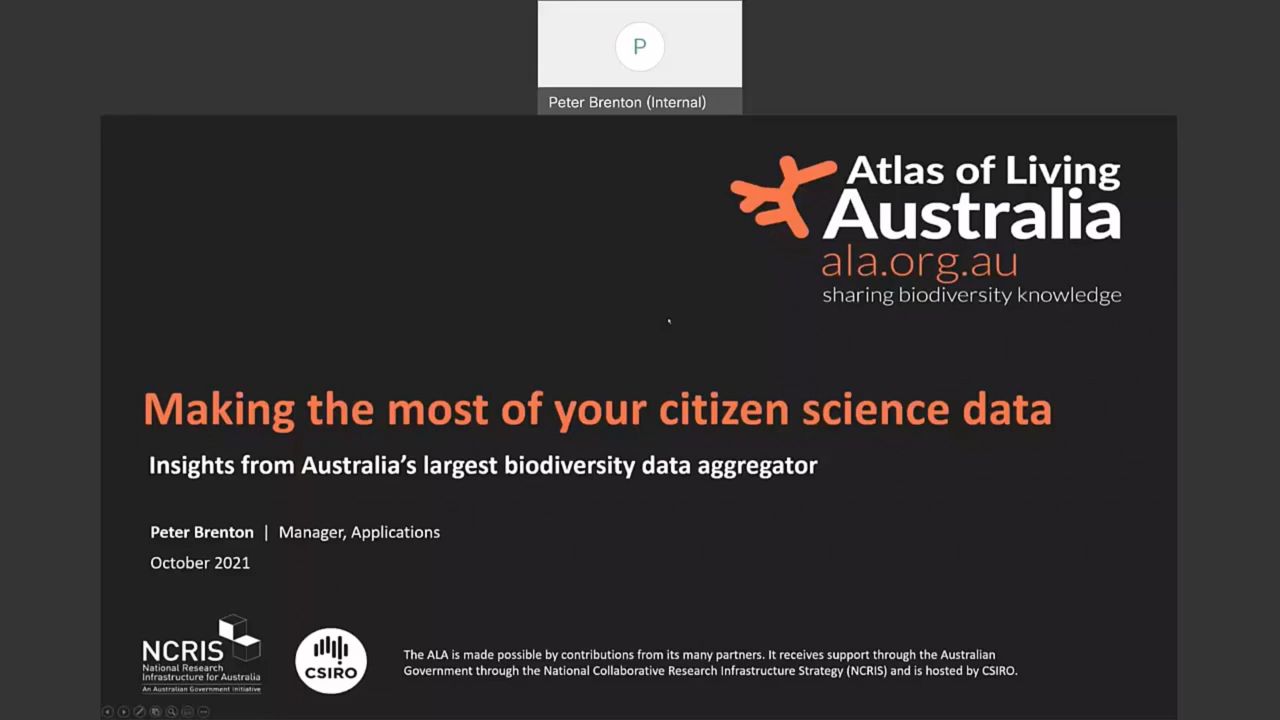 P
Peter Brenton (Internal)
Atlas of Living
Australia
ala.org.au
sharing biodiversity knowledge
Making the most of your citizen science data
Insights from Australia's largest biodiversity data aggregator
Peter Brenton | Manager, Applications
October 2021
NCRIS
National Research
Infrastructure for Australia
An Australian Government Initiative
CSIRO
The ALA is made possible by contributions from its many partners. It receives support through the Australian
Government through the National Collaborative Research Infrastructure Strategy (NCRIS) and is hosted by CSIRO.